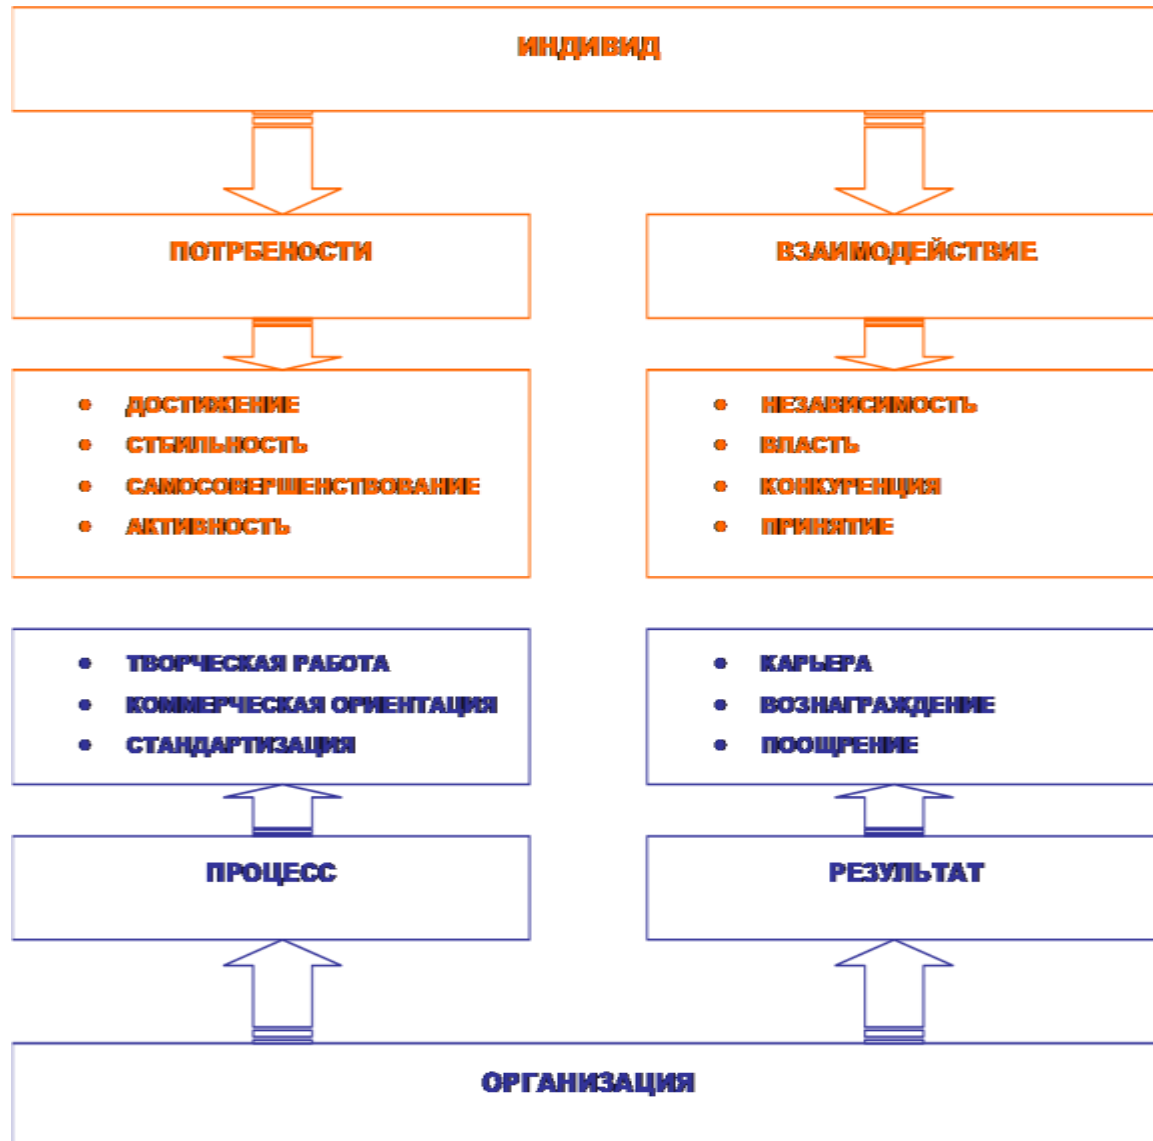 ИНДИВИД
ПОТРБЕНОСТИ
ВЗАИМОДЕЙСТВИЕ
• ДОСТИЖЕНИЕ
• СТБИЛЬНОСТЬ
• САМОСОВЕРШЕНСТВОВАНИЕ
• АКТИВНОСТЬ
• НЕЗАВИСИМОСТЬ
• ВЛАСТЬ
• КОНКУРЕНЦИЯ
• ПРИНЯТИЕ
• ТВОРЧЕСКАЯ РАБОТА
• КОММЕРЧЕСКАЯ ОРИЕНТАЦИЯ
• СТАНДАРТИЗАЦИЯ
• КАРЬЕРА
• ВОЗНАГРАЖДЕНИЕ
• ПООЩРЕНИЕ
ПРОЦЕСС
РЕЗУЛЬТАТ
ОРГАНИЗАЦИЯ